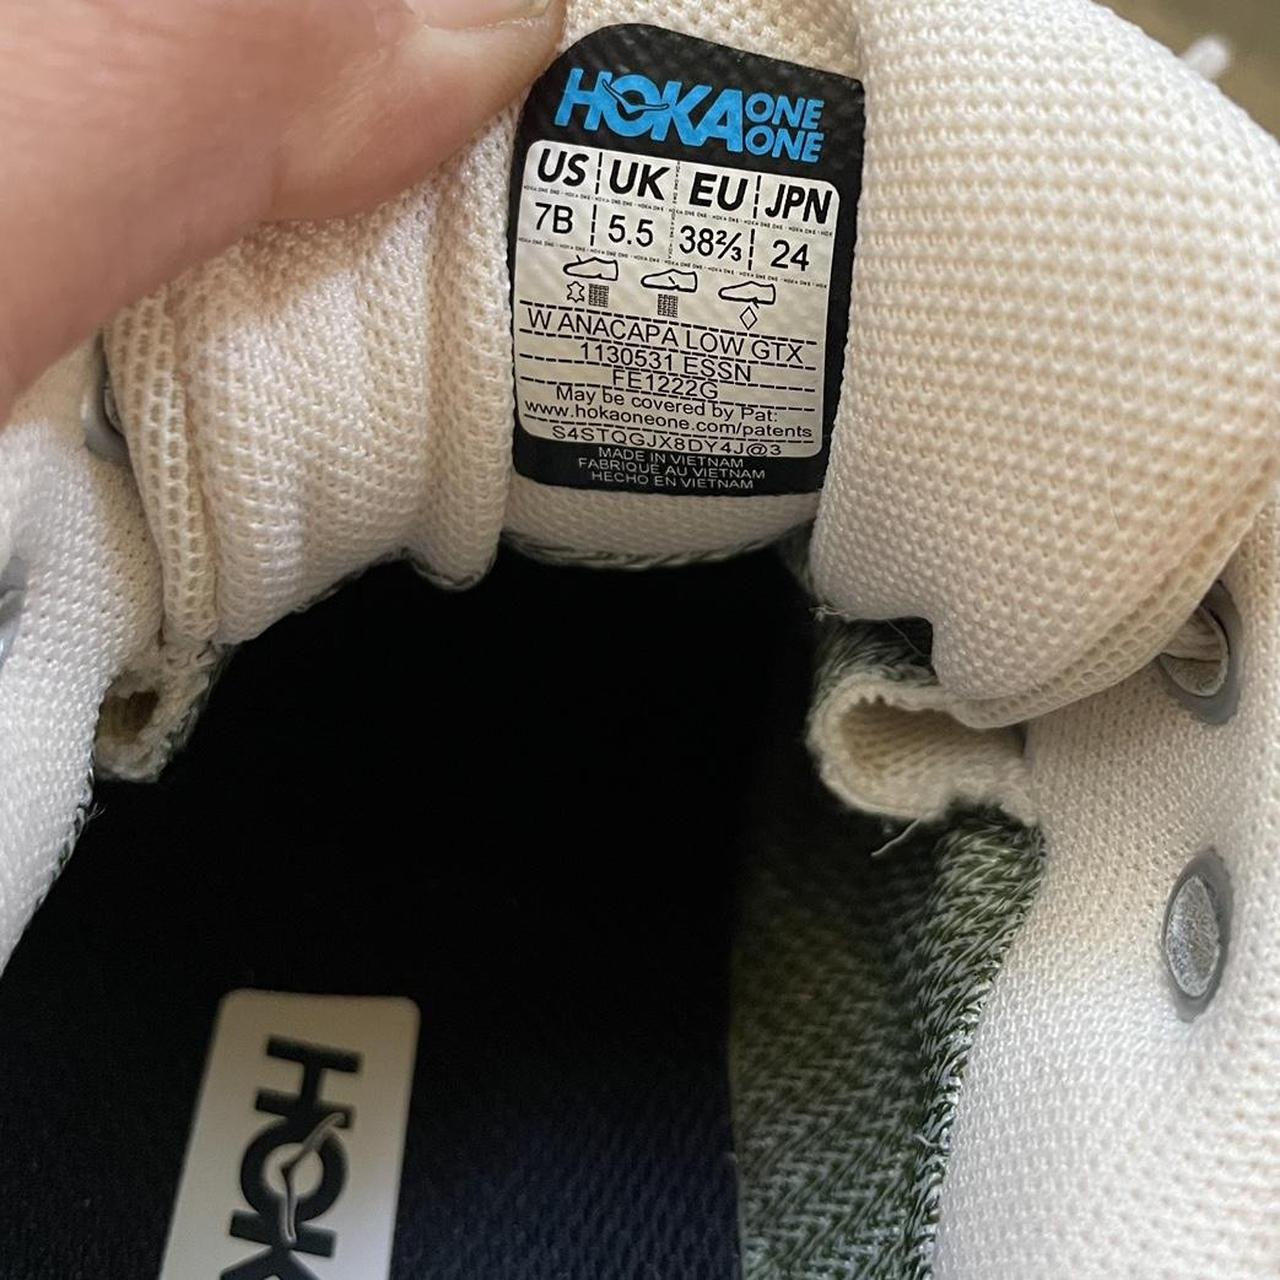 HOKA ONE ONE
US UK EU JPN
7B 5.5 38⅔ 24
W ANACAPA LOW GTX
1130531 ESSN
FE1222G
May be covered by Pat:
www.hokaoneone.com/patents
S4STQGJX8DY4J@3
MADE IN VIETNAM
FABRIQUÉ AU VIETNAM
HECHO EN VIETNAM
HOK